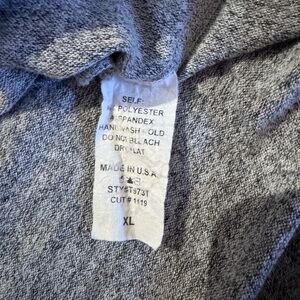 SELF
POLYESTER
SPANDEX
HAND WASH COLD
DO NOT BLEACH
DRY FLAT
MADE IN U.S.A.
CUT # 1119
XL